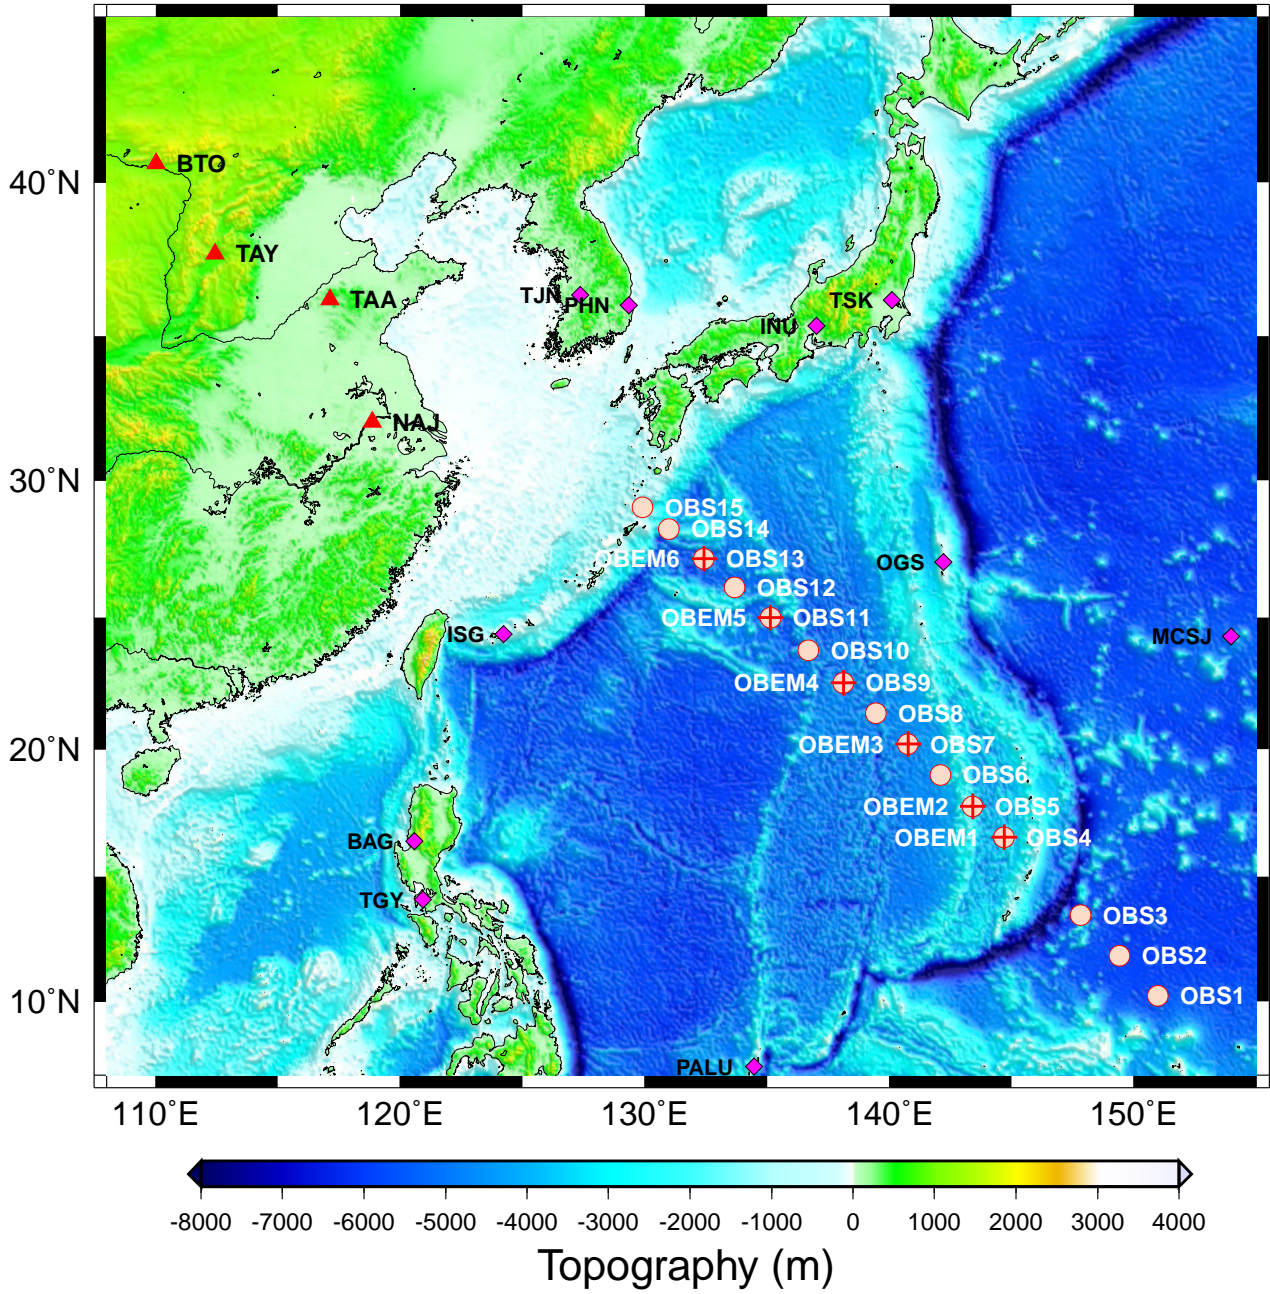 40°N
30°N
20°N
10°N
BTO
TAY
TAA
NAJ
TJN
PHN
TSK
INU
OBS15
OBS14
OBEM6 OBS13
OBS12
OBEM5 OBS11
OBS10
OBEM4 OBS9
OBS8
OBEM3 OBS7
OBS6
OBEM2 OBS5
OBEM1 OBS4
OBS3
OBS2
OBS1
OGS
MCSJ
ISG
BAG
TGY
PALU
110°E 120°E 130°E 140°E 150°E
-8000 -7000 -6000 -5000 -4000 -3000 -2000 -1000 0 1000 2000 3000 4000
Topography (m)